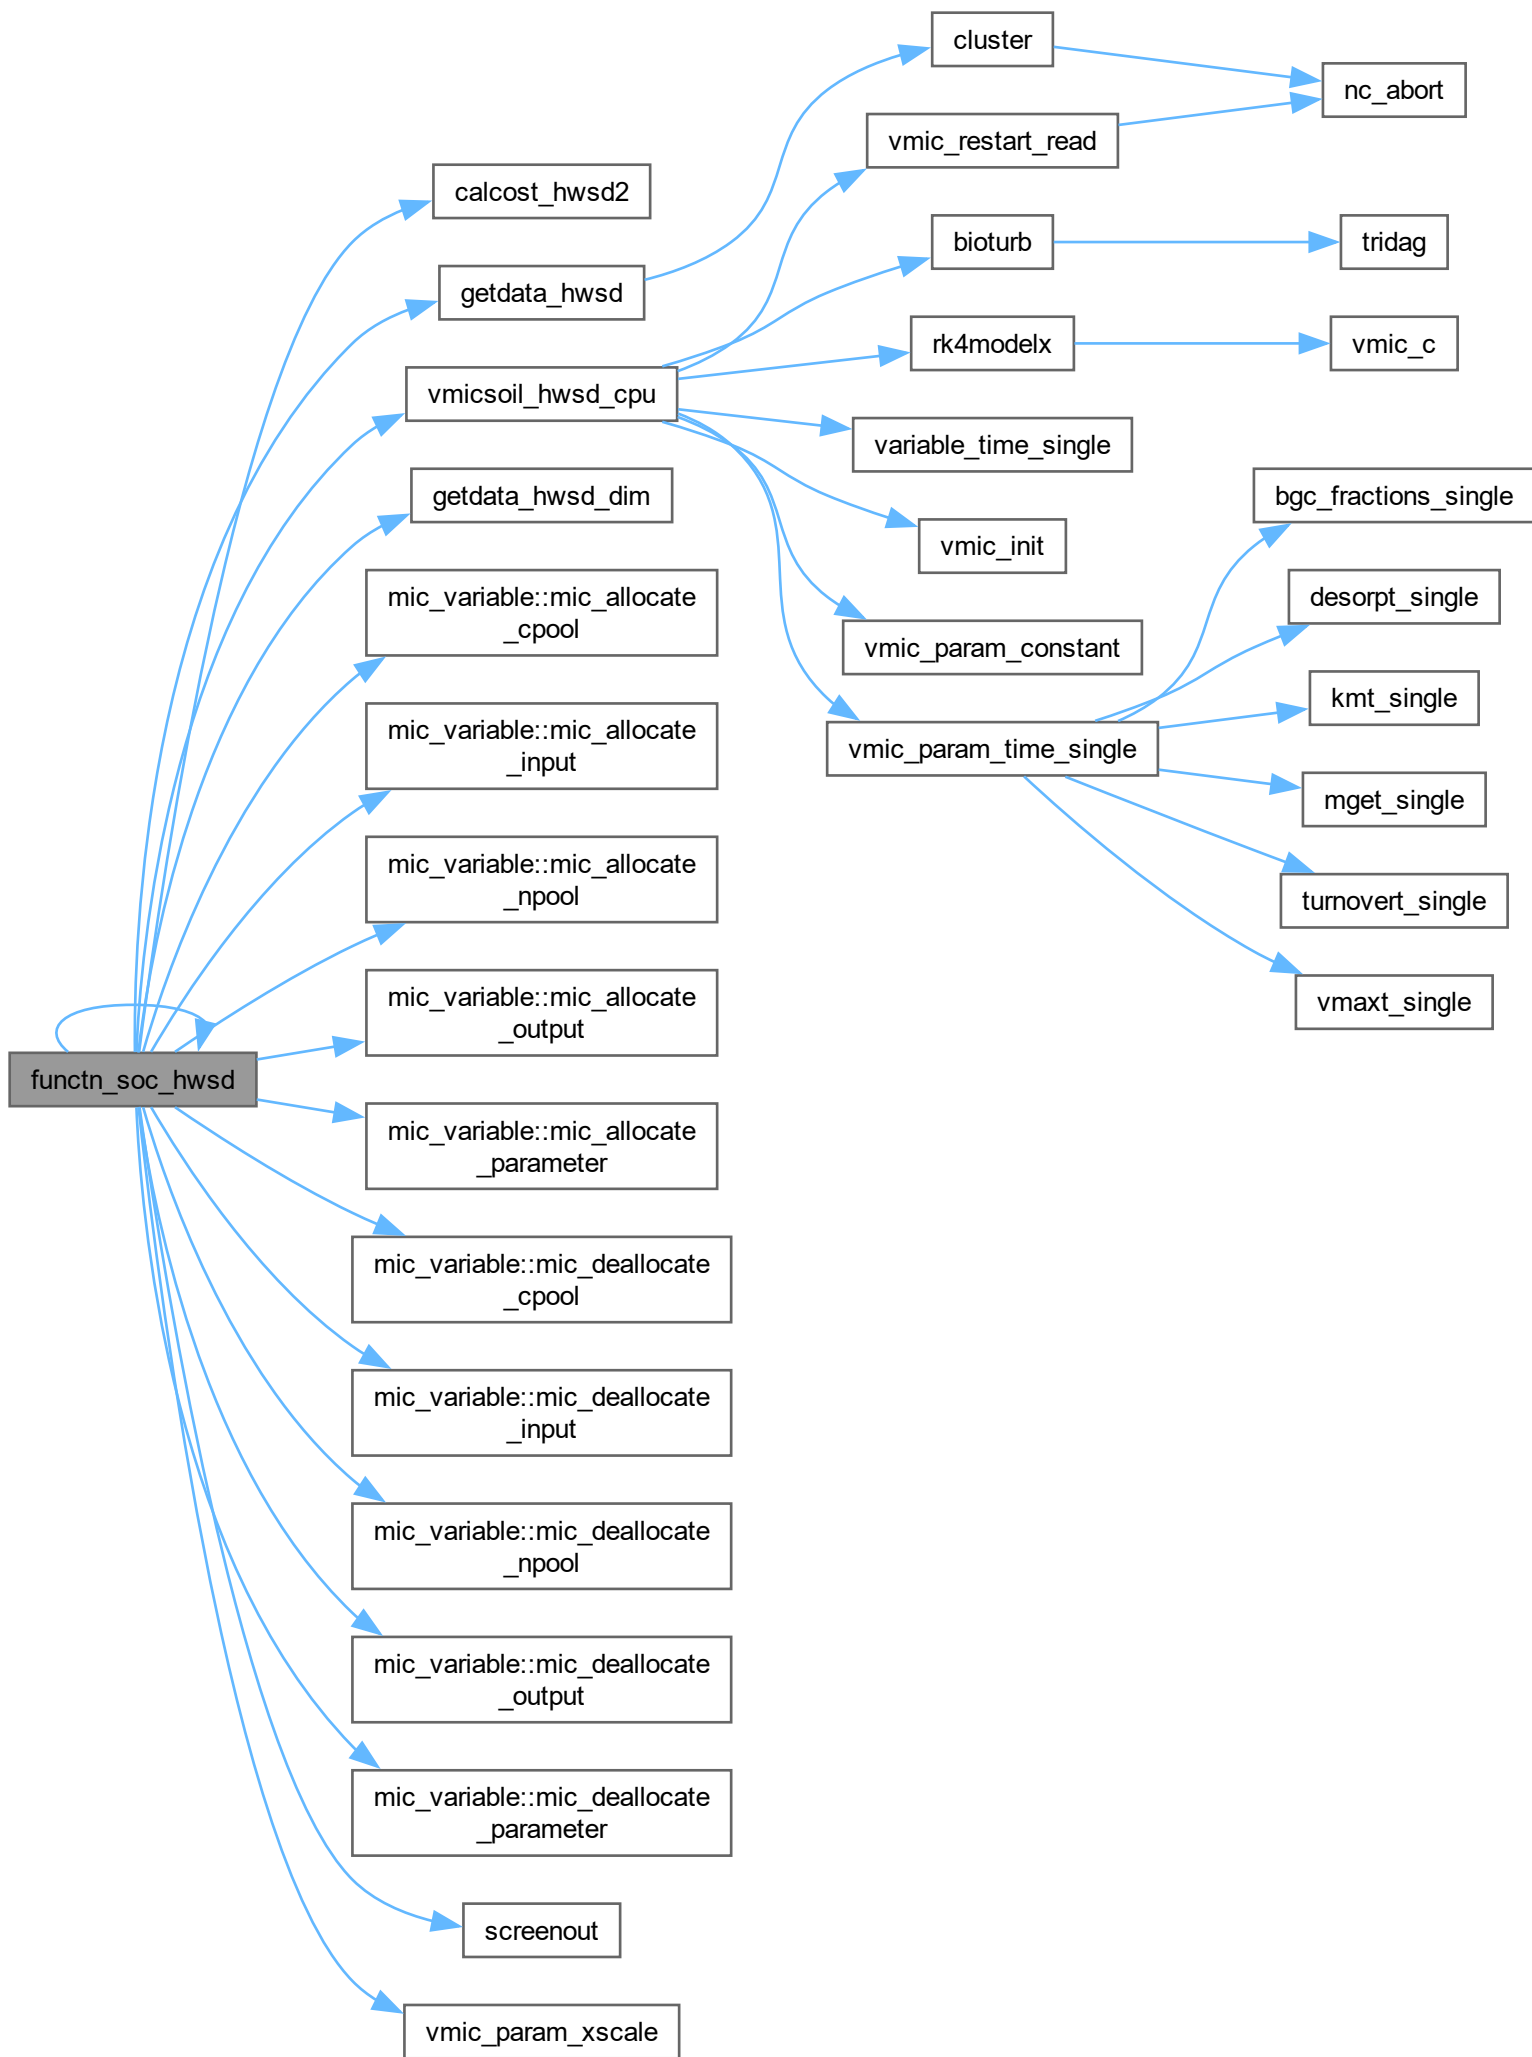 cluster
nc_abort
vmic_restart_read
calcost_hwsd2
bioturb
tridag
getdata_hwsd
rk4modelx
vmic_c
vmicsoil_hwsd_cpu
variable_time_single
getdata_hwsd_dim
bgc_fractions_single
vmic_init
mic_variable::mic_allocate
_cpool
desorpt_single
vmic_param_constant
kmt_single
mic_variable::mic_allocate
_input
vmic_param_time_single
mget_single
mic_variable::mic_allocate
_npool
turnovert_single
mic_variable::mic_allocate
_output
vmaxt_single
functn_soc_hwsd
mic_variable::mic_allocate
_parameter
mic_variable::mic_deallocate
_cpool
mic_variable::mic_deallocate
_input
mic_variable::mic_deallocate
_npool
mic_variable::mic_deallocate
_output
mic_variable::mic_deallocate
_parameter
screenout
vmic_param_xscale